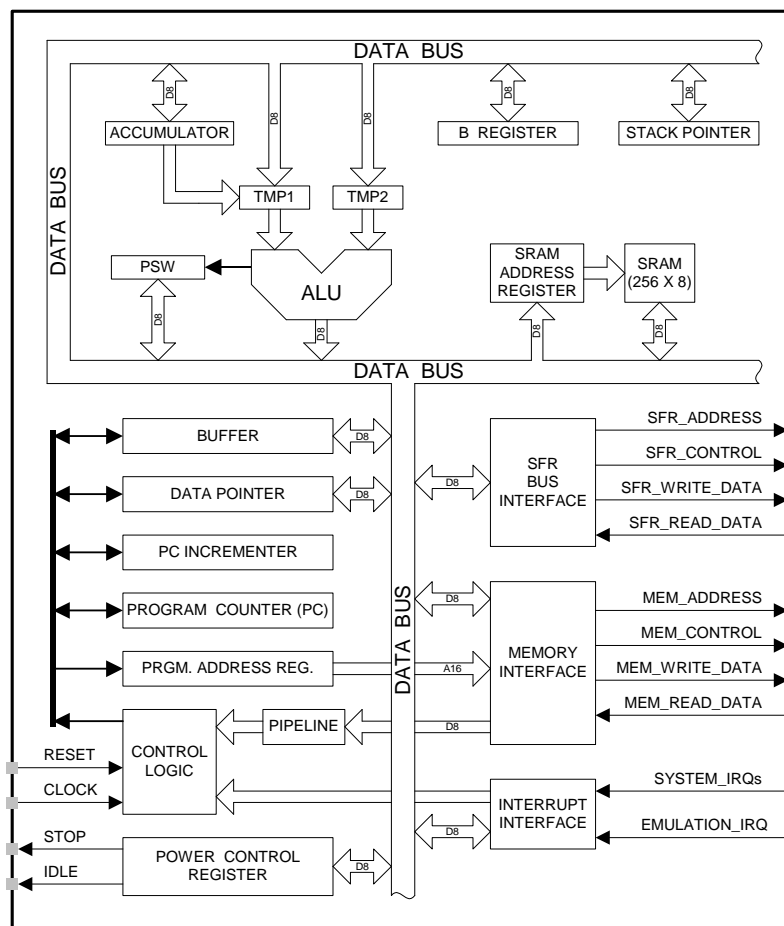 DATA BUS
D8
D8
D8
D8
D8
ACCUMULATOR
B REGISTER
STACK POINTER
TMP1
TMP2
DATA BUS
PSW
ALU
SRAM
ADDRESS
REGISTER
SRAM
(256 X 8)
D8
D8
D8
D8
DATA BUS
BUFFER
D8
DATA POINTER
D8
PC INCREMENTER
PROGRAM COUNTER (PC)
PRGM. ADDRESS REG.
DATA BUS
D8
SFR
BUS
INTERFACE
SFR_ADDRESS
SFR_CONTROL
SFR_WRITE_DATA
SFR_READ_DATA
D8
A16
D8
MEMORY
INTERFACE
MEM_ADDRESS
MEM_CONTROL
MEM_WRITE_DATA
MEM_READ_DATA
PIPELINE
CONTROL
LOGIC
RESET
CLOCK
INTERRUPT
INTERFACE
SYSTEM_IRQs
EMULATION_IRQ
D8
STOP
IDLE
POWER CONTROL
REGISTER
D8